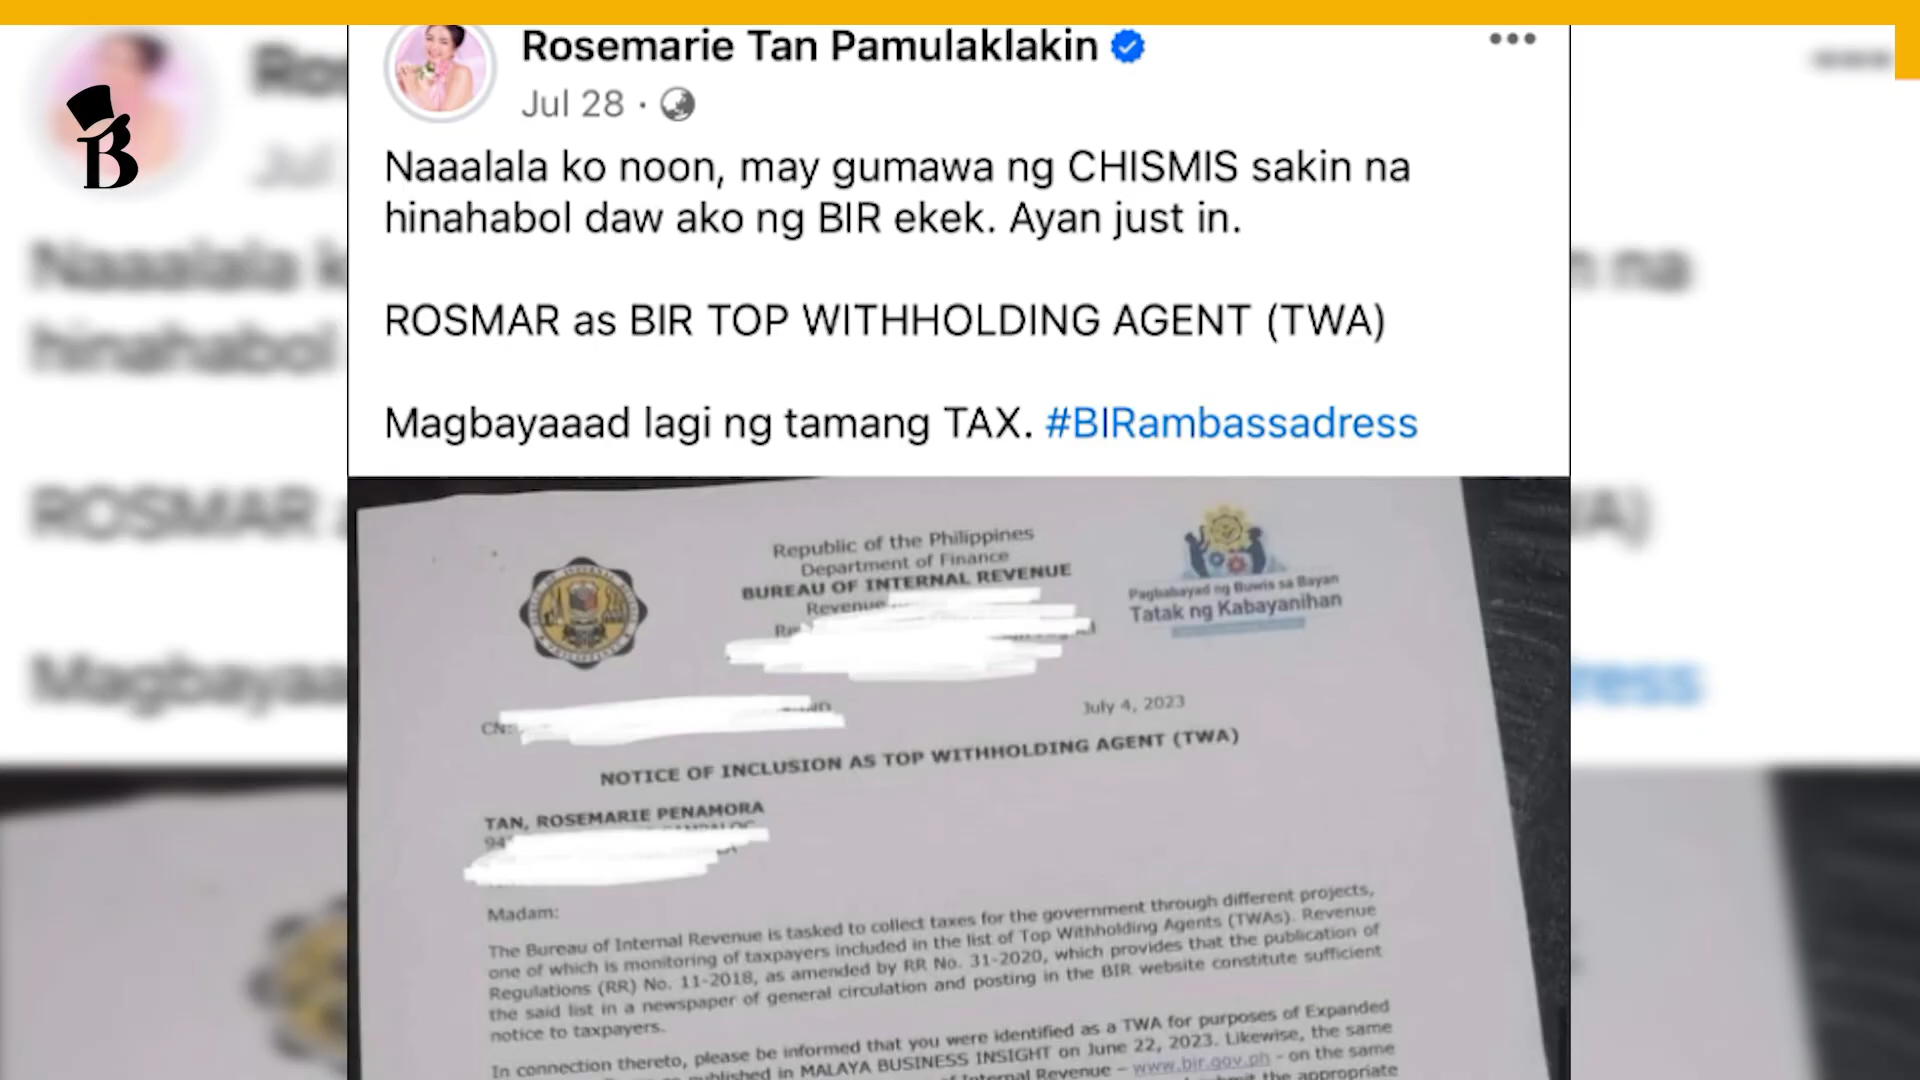 B
Rosemarie Tan Pamulaklakin
Jul 28 ·
Naaalala ko noon, may gumawa ng CHISMIS sakin na
hinahabol daw ako ng BIR ekek. Ayan just in.
ROSMAR as BIR TOP WITHHOLDING AGENT (TWA)
Magbayaaad lagi ng tamang TAX. #BIRambassadress
Republic of the Philippines
Department of Finance
BUREAU OF INTERNAL REVENUE
Revenue
Pagbabayad ng Buwis sa Bayan
Tatak ng Kabayanihan
July 4, 2023
NOTICE OF INCLUSION AS TOP WITHHOLDING AGENT (TWA)
TAN, ROSEMARIE PENAMORA
Madam:
The Bureau of Internal Revenue is tasked to collect taxes for the government through different projects,
one of which is monitoring of taxpayers included in the list of Top Withholding Agents (TWAs). Revenue
Regulations (RR) No. 11-2018, as amended by RR No. 31-2020, which provides that the publication of
the said list in a newspaper of general circulation and posting in the BIR website constitute sufficient
notice to taxpayers.
In connection thereto, please be informed that you were identified as a TWA for purposes of Expanded
published in MALAYA BUSINESS INSIGHT on June 22, 2023. Likewise, the same
Internal Revenue – www.bir.gov.ph - on the same
the appropriate